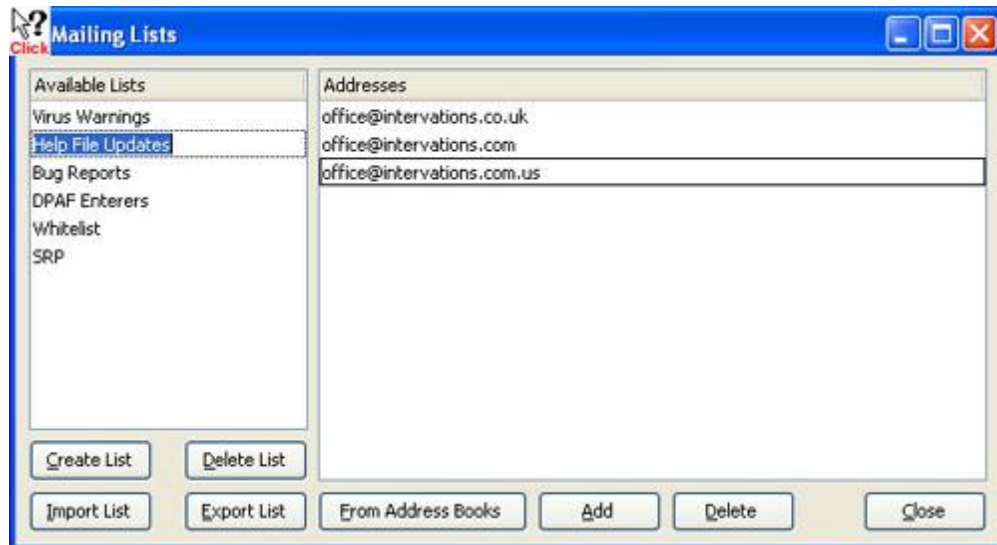 ? Click Mailing Lists
Available Lists
Virus Warnings
Help File Updates
Bug Reports
DPAF Enterers
Whitelist
SRP
Addresses
office@intervations.co.uk
office@intervations.com
office@intervations.com.us
Create List Delete List
Import List Export List From Address Books Add Delete Close